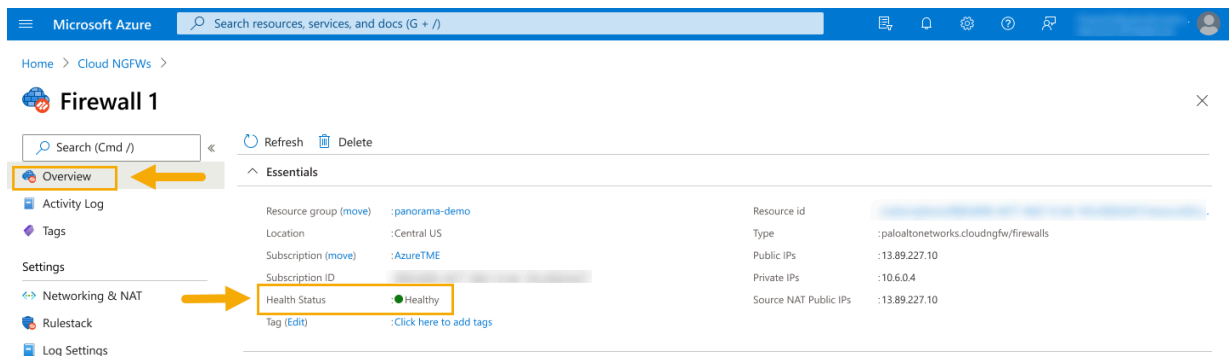 Microsoft Azure
Search resources, services, and docs (G + /)
Home > Cloud NGFWs >
Firewall 1
Search (Cmd /)
«
Refresh
Delete
Overview
Essentials
Activity Log
Tags
Resource group (move) :panorama-demo
Location :Central US
Subscription (move) :AzureTME
Subscription ID
Health Status :Healthy
Tag (Edit) :Click here to add tags
Resource id
Type :paloaltonetworks.cloudngfw/firewalls
Public IPs :13.89.227.10
Private IPs :10.6.0.4
Source NAT Public IPs :13.89.227.10
Settings
Networking & NAT
Rulestack
Log Settings